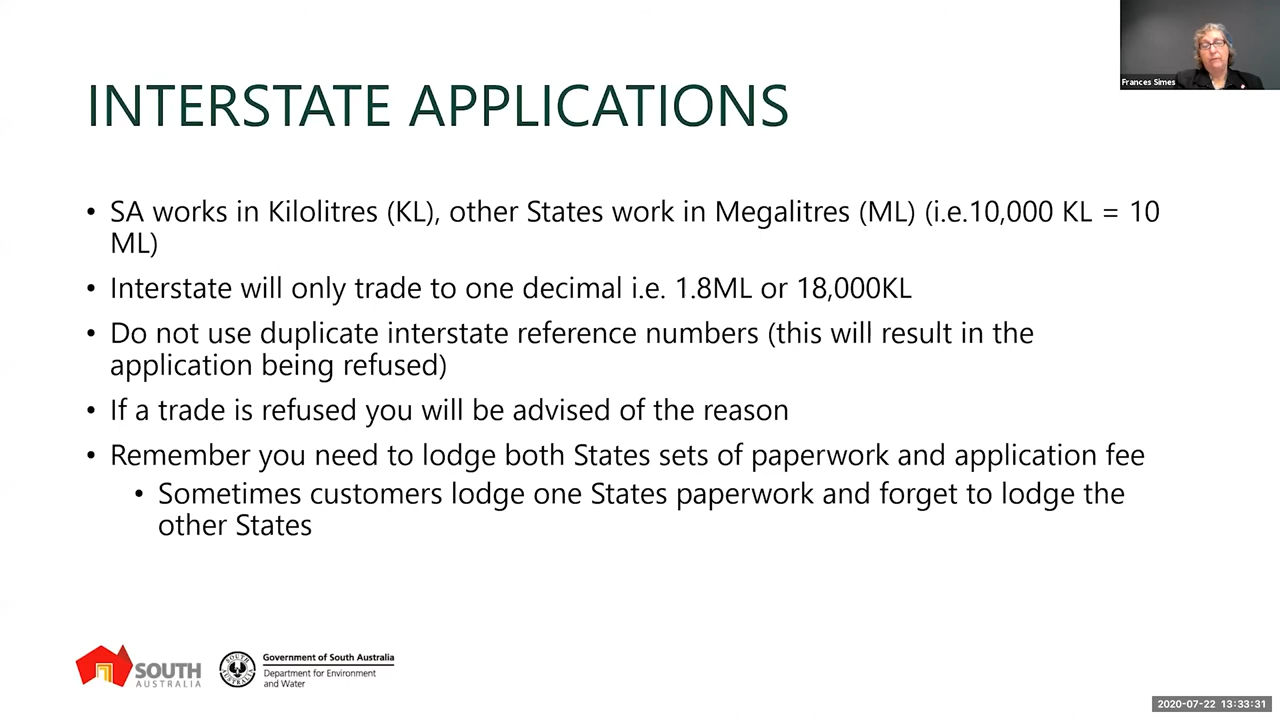 Frances Simes
INTERSTATE APPLICATIONS
• SA works in Kilolitres (KL), other States work in Megalitres (ML) (i.e.10,000 KL = 10
ML)
• Interstate will only trade to one decimal i.e. 1.8ML or 18,000KL
• Do not use duplicate interstate reference numbers (this will result in the
application being refused)
• If a trade is refused you will be advised of the reason
• Remember you need to lodge both States sets of paperwork and application fee
• Sometimes customers lodge one States paperwork and forget to lodge the
other States
SOUTH
AUSTRALIA
Government of South Australia
Department for Environment
and Water
2020-07-22 13:33:31